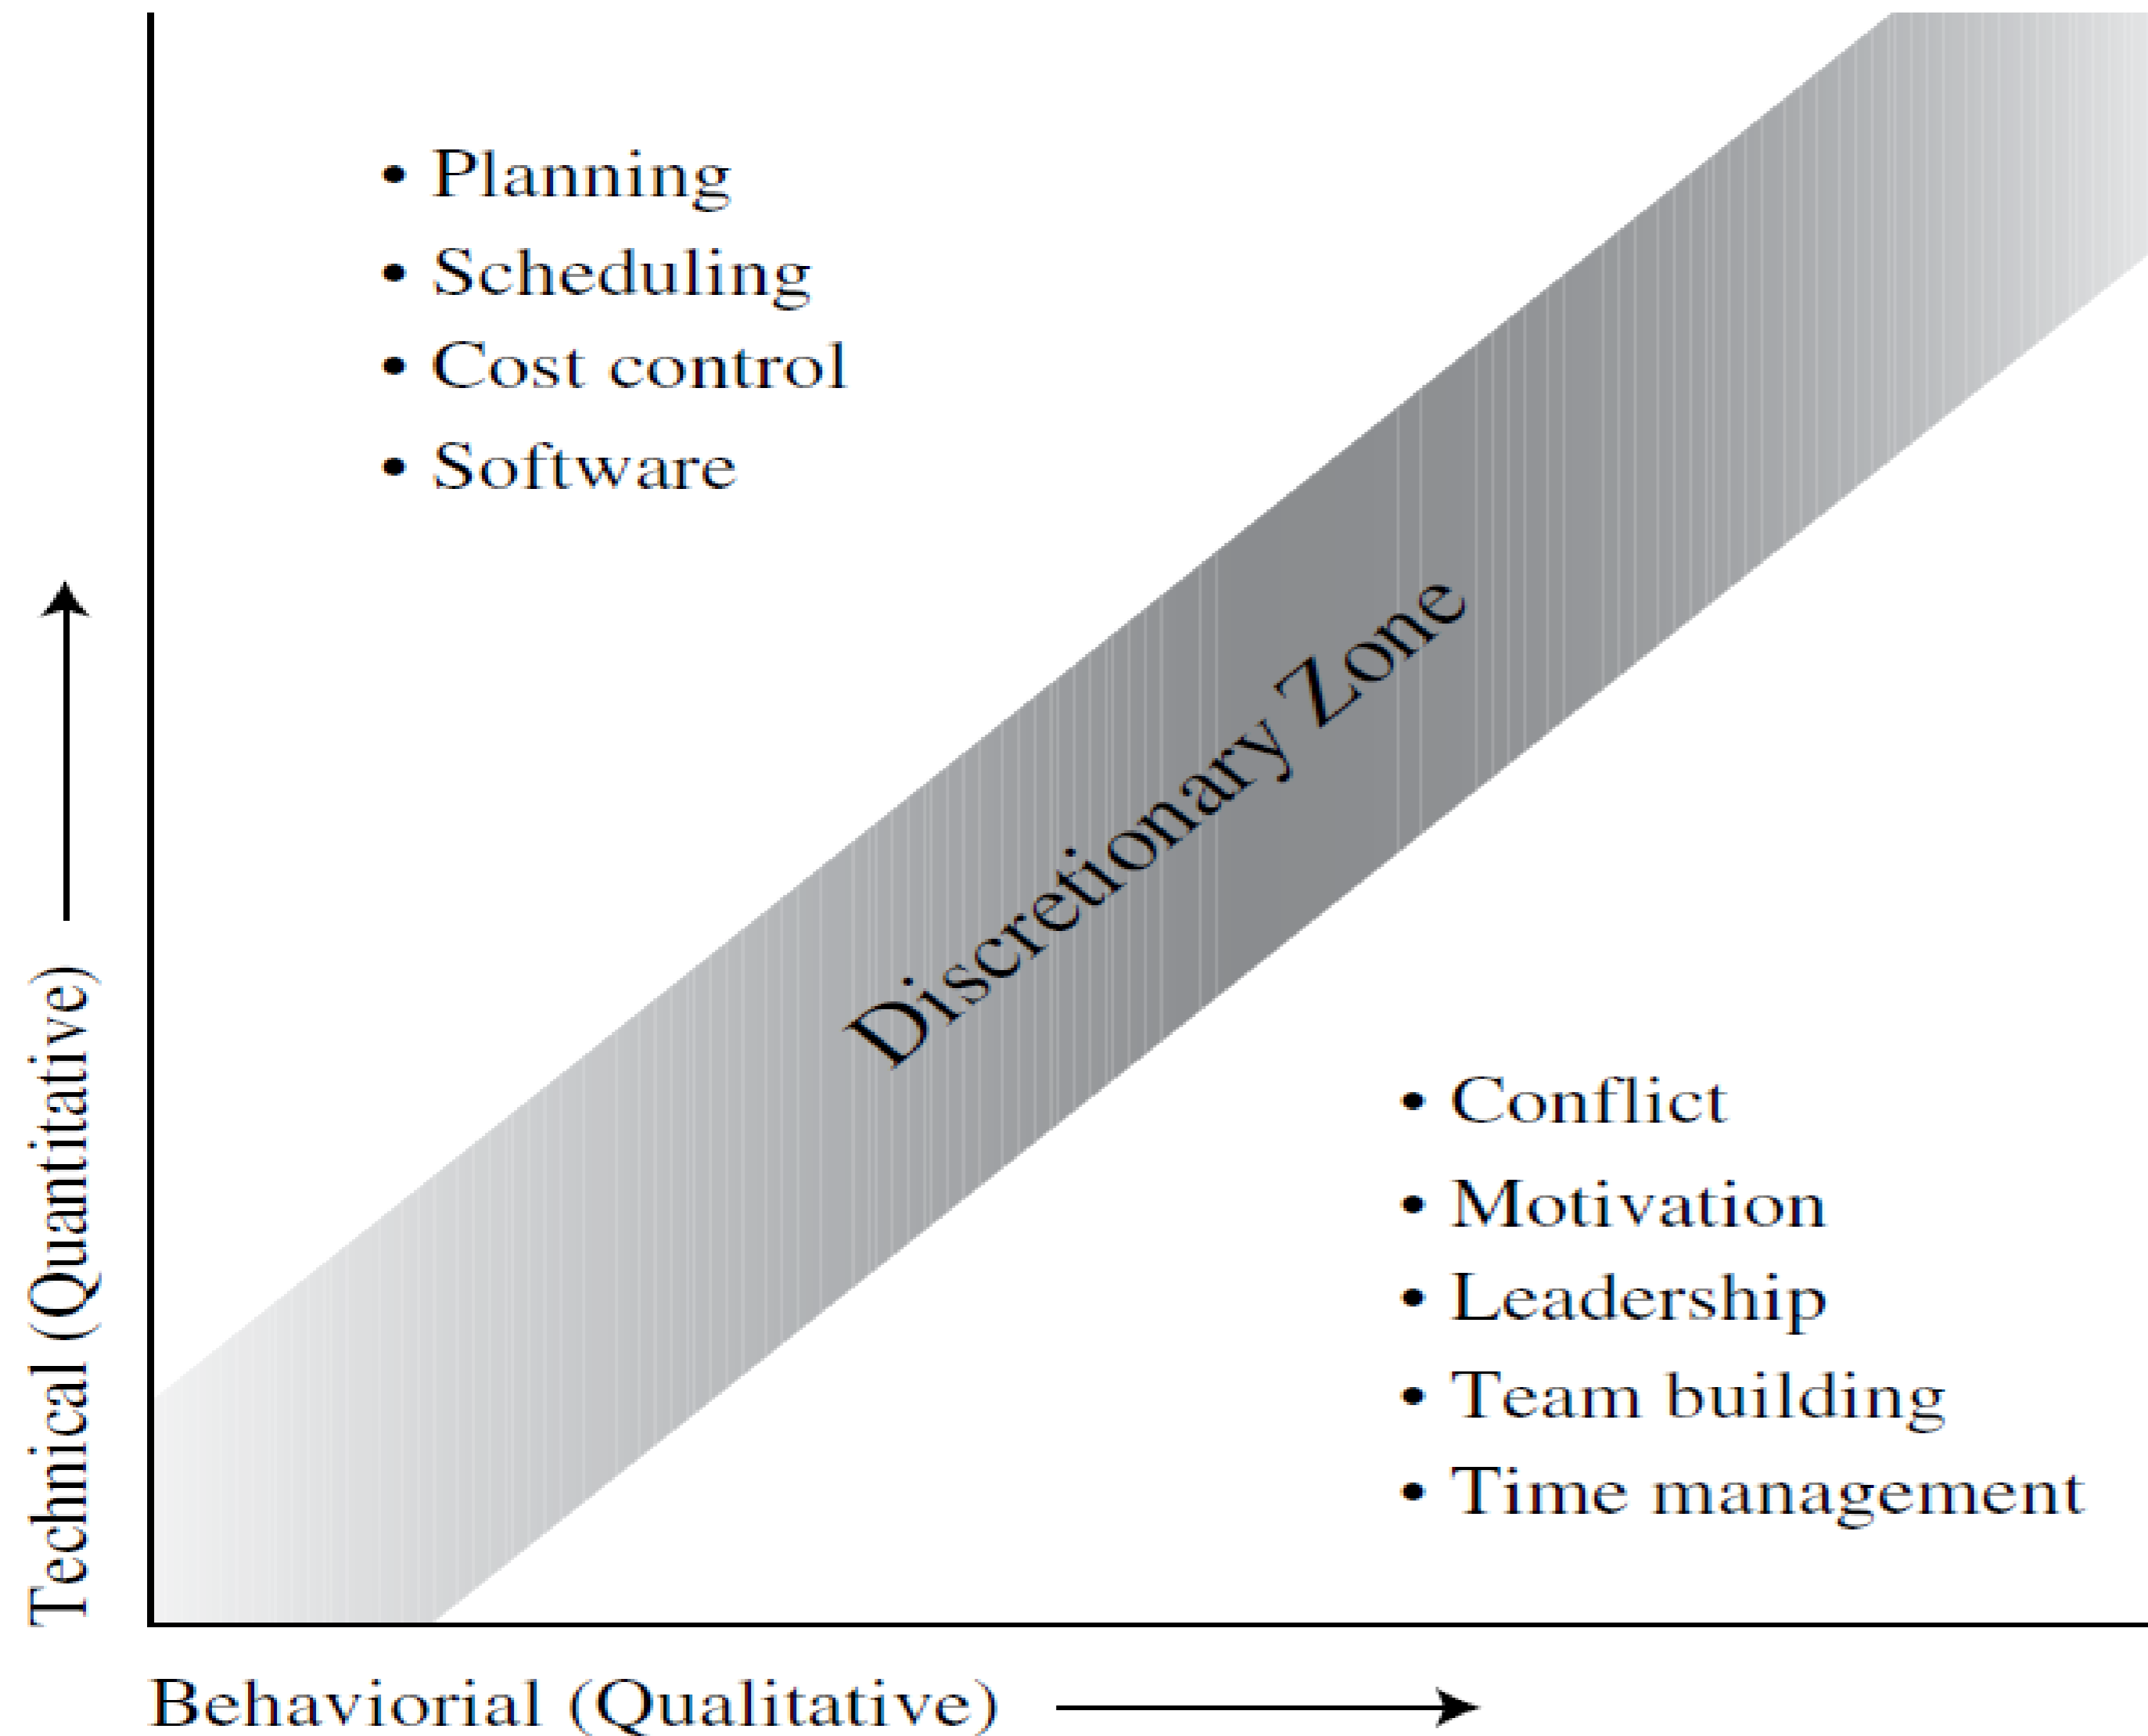 • Planning
• Scheduling
• Cost control
• Software
Discretionary Zone
• Conflict
• Motivation
• Leadership
• Team building
• Time management
Technical (Quantitative)
Behaviorial (Qualitative)